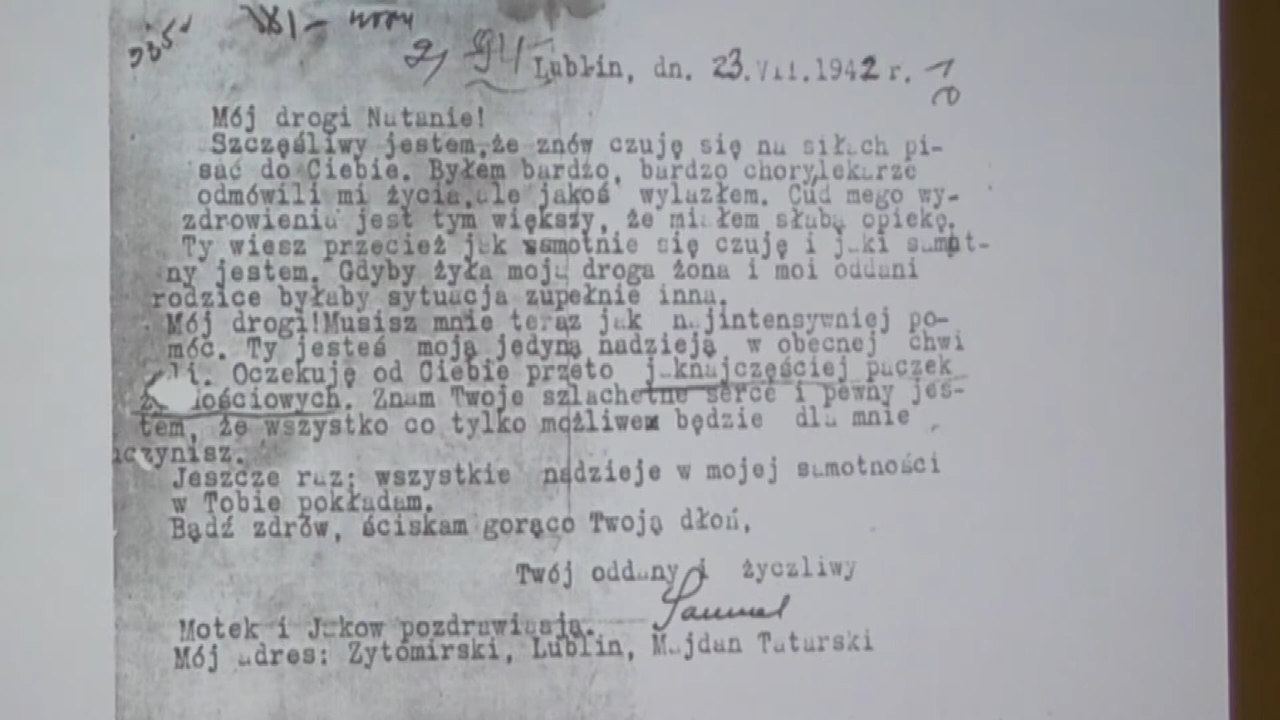 Lublin, dn. 23.VII.1942 r.
Mój drogi Natanie!
Szczęśliwy jestem,że znów czuję się na siłach pi-
sać do Ciebie. Byłem bardzo, bardzo chory,lekarze
odmówili mi życia,ale jakoś wylazłem. Cud mego wy-
zdrowienia jest tym większy, że miałem słabą opiekę.
Ty wiesz przecież jak samotnie się czuję i jaki samot-
ny jestem. Gdyby żyła moja droga żona i moi oddani
rodzice byłaby sytuacja zupełnie inna.
Mój drogi!Musisz mnie teraz jak najintensywniej po-
móc. Ty jesteś moją jedyną nadzieją w obecnej chwi
li. Oczekuję od Ciebie przeto jaknajczęściej paczek
żywnościowych. Znam Twoje szlachetne serce i pewny jes-
tem, że wszystko co tylko możliwem będzie dla mnie
uczynisz.
Jeszcze raz: wszystkie nadzieje w mojej samotności
w Tobie pokładam.
Bądź zdrów, ściskam gorąco Twoją dłoń,
Twój oddany i życzliwy
Samuel
Motek i Jakow pozdrawiają.
Mój adres: Zytomirski, Lublin, Majdan Tatarski